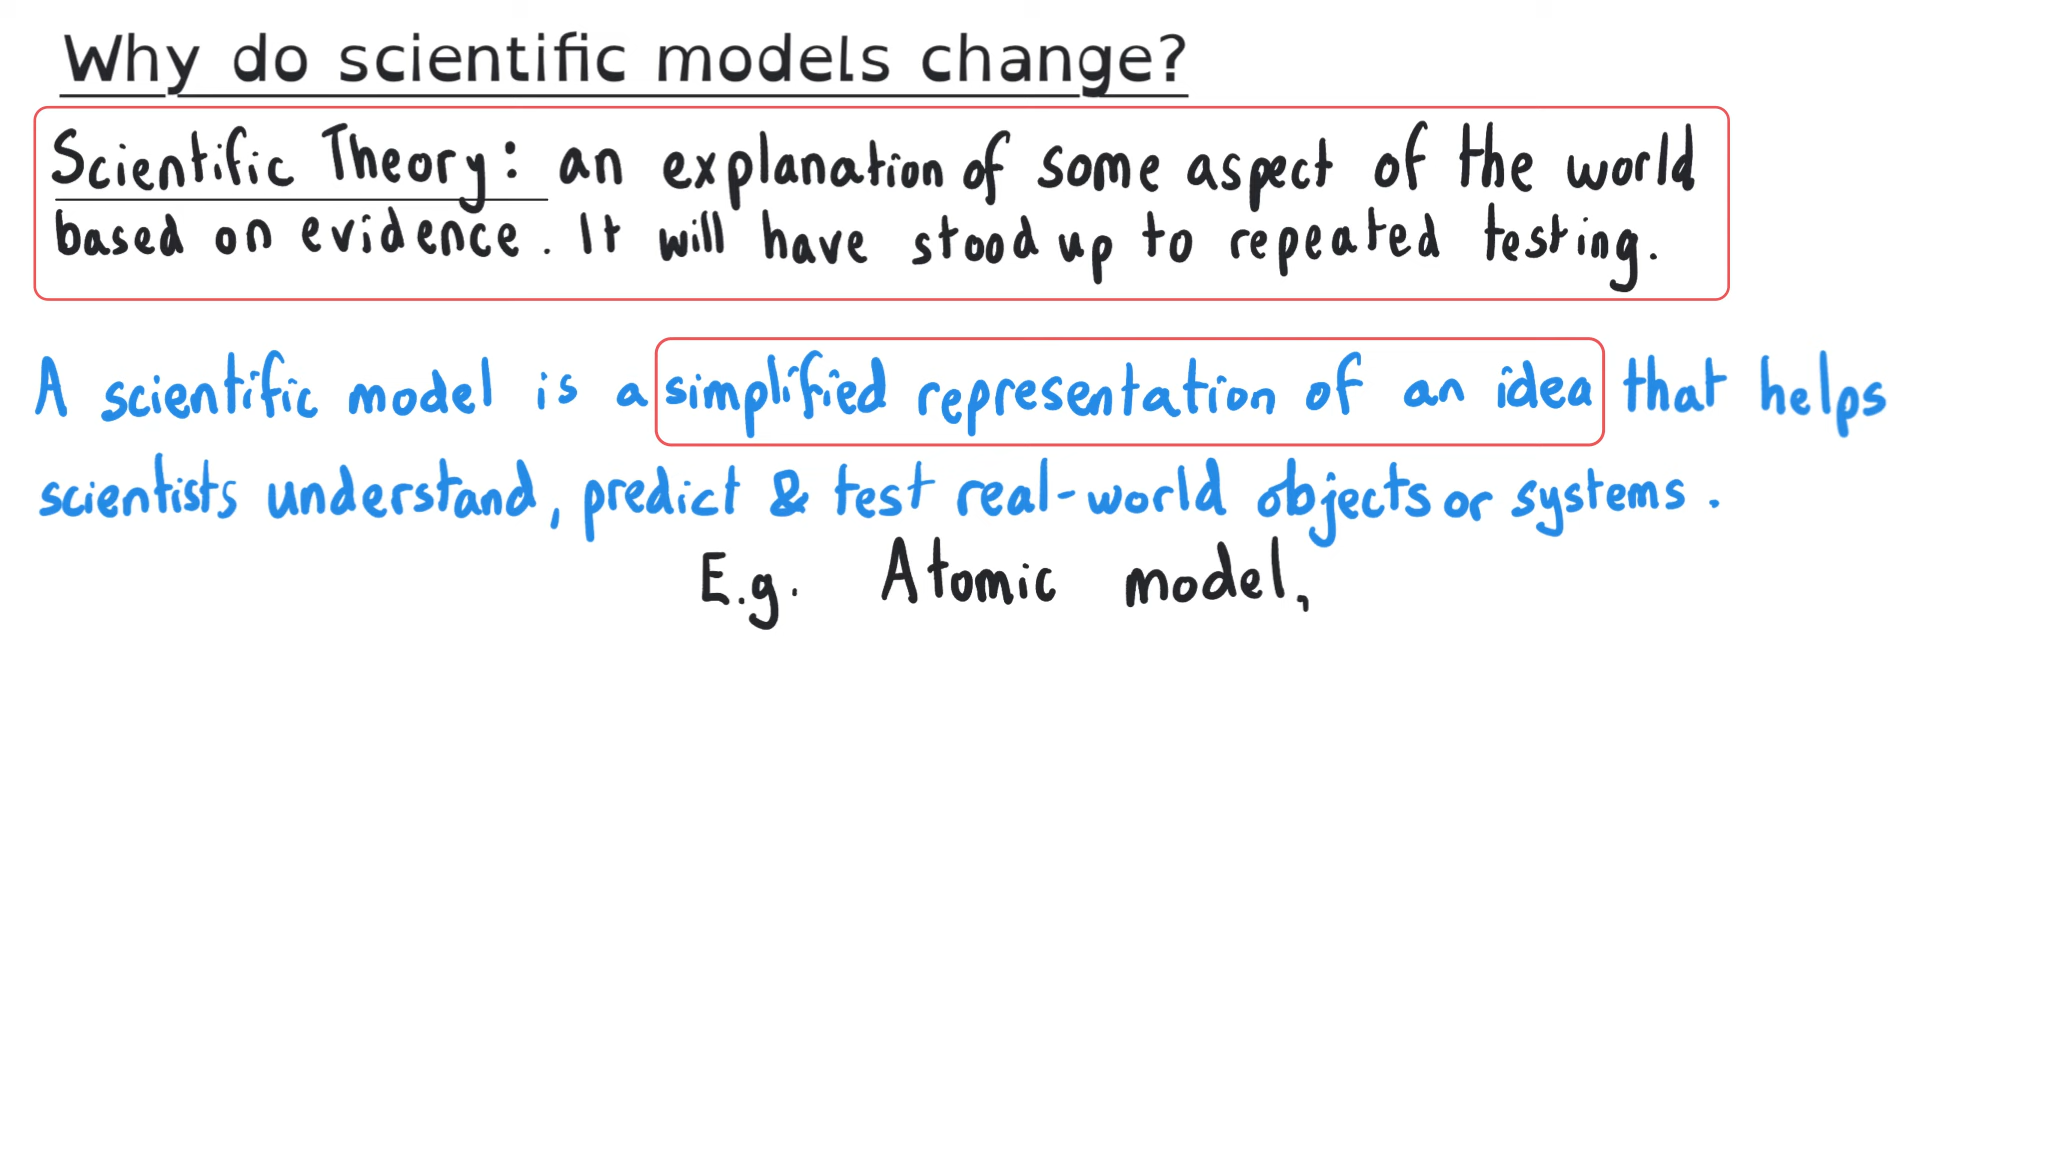 Why do scientific models change?
Scientific Theory: an explanation of some aspect of the world
based on evidence. It will have stood up to repeated testing.
A scientific model is a simplified representation of an idea that helps
scientists understand, predict & test real-world objects or systems.
E.g. Atomic model,